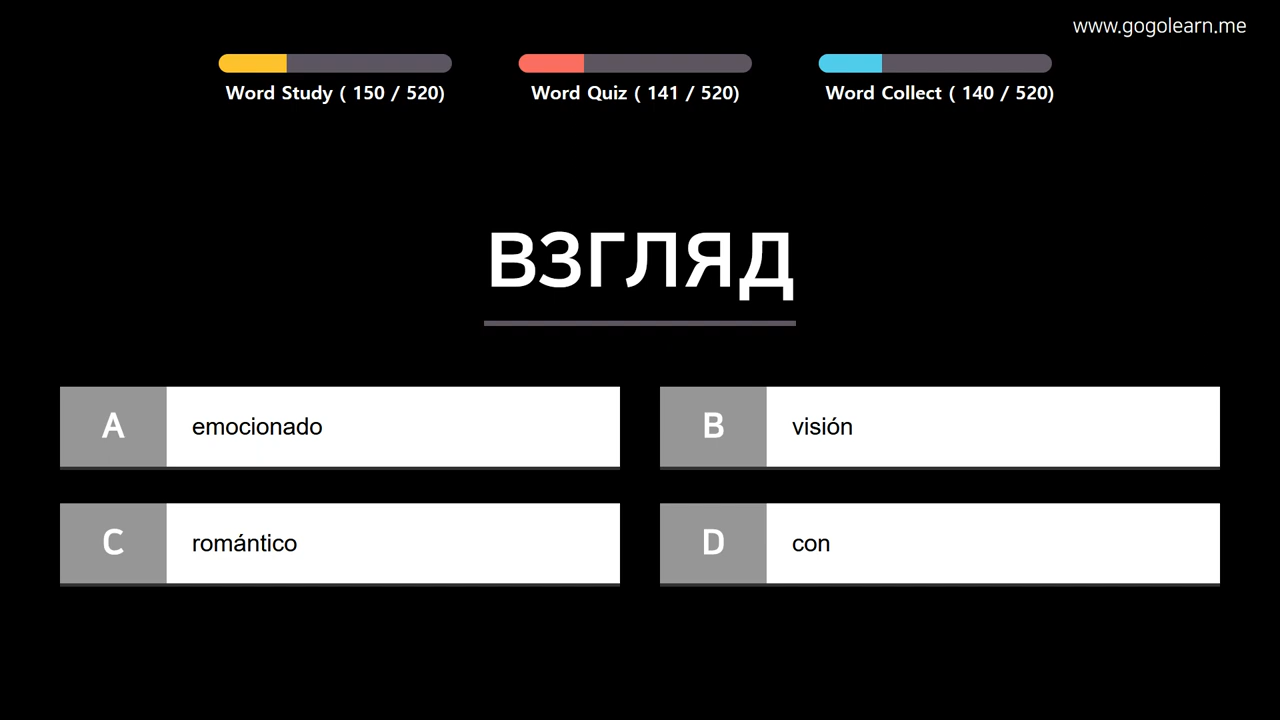 www.gogolearn.me
Word Study ( 150 / 520)
Word Quiz ( 141 / 520)
Word Collect ( 140 / 520)
взгляд
A emocionado
B visión
C romántico
D con